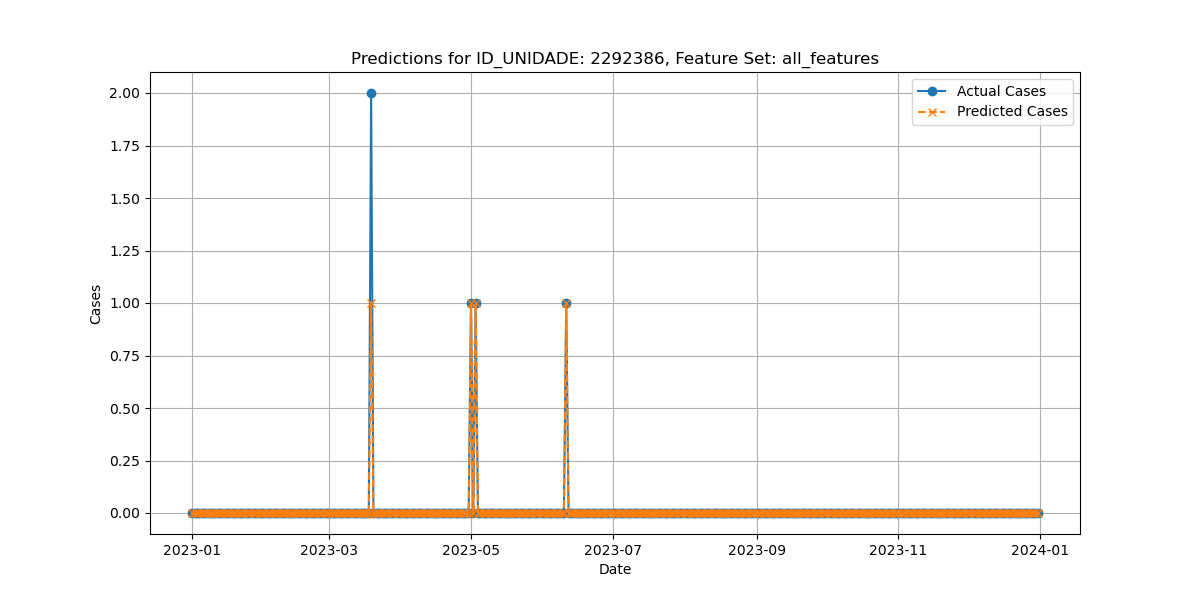 Predictions for ID_UNIDADE: 2292386, Feature Set: all_features
Actual Cases
Predicted Cases
Cases
2.00
1.75
1.50
1.25
1.00
0.75
0.50
0.25
0.00
2023-01 2023-03 2023-05 2023-07 2023-09 2023-11 2024-01
Date